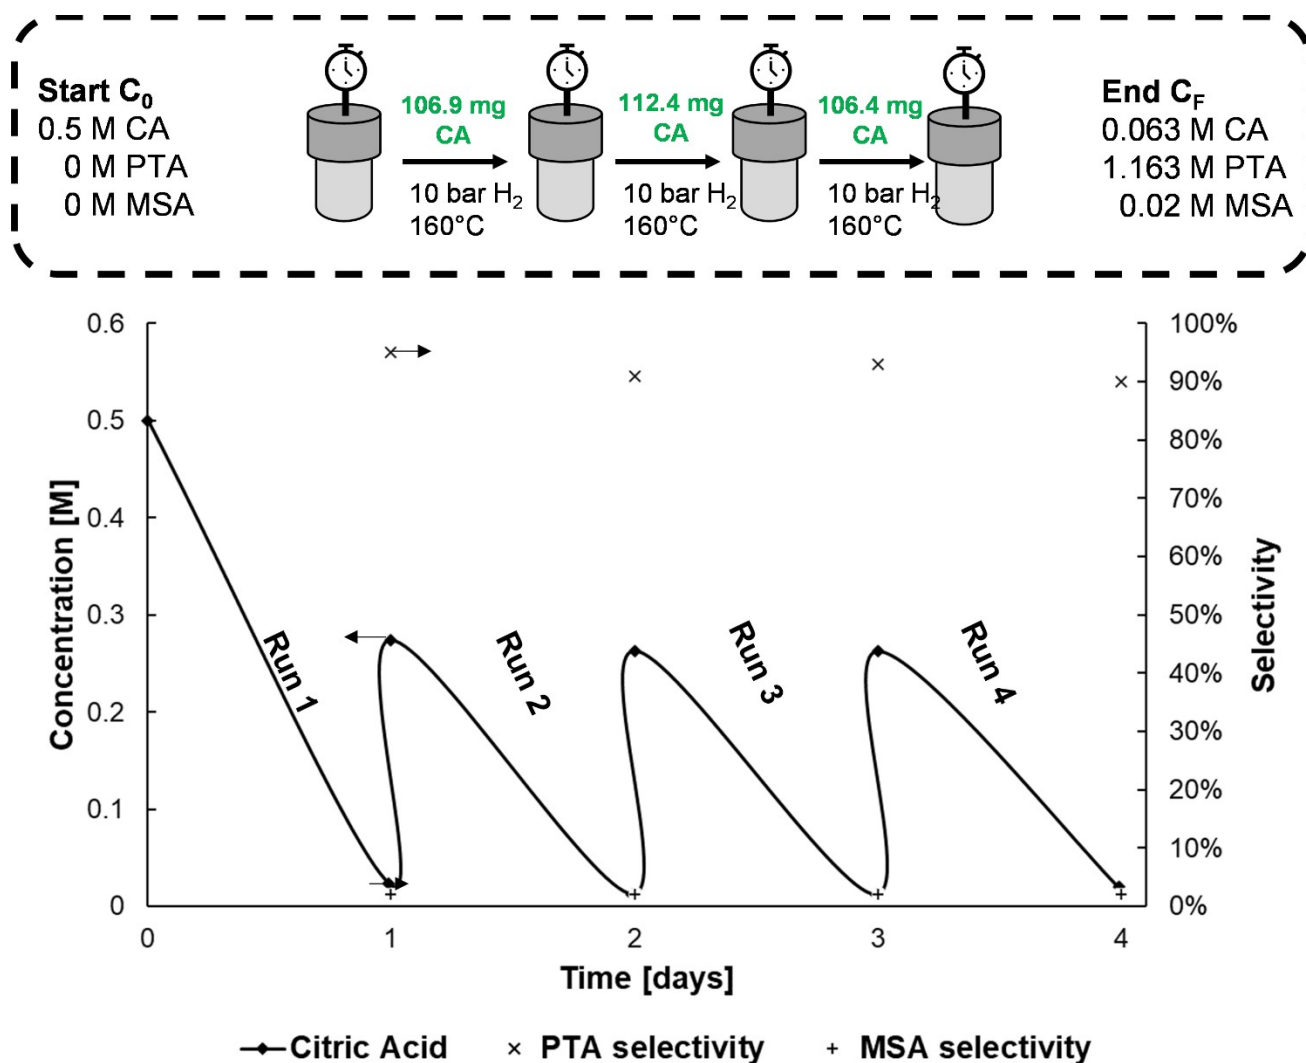 Start C₀
0.5 M CA
0 M PTA
0 M MSA
106.9 mg
CA
10 bar H₂
160°C
112.4 mg
CA
10 bar H₂
160°C
106.4 mg
CA
10 bar H₂
160°C
End C_F
0.063 M CA
1.163 M PTA
0.02 M MSA
Concentration [M]
0.6
0.5
0.4
0.3
0.2
0.1
0
Run 1
Run 2
Run 3
Run 4
100%
90%
80%
70%
60%
50%
40%
30%
20%
10%
0%
Selectivity
0 1 2 3 4
Time [days]
Citric Acid × PTA selectivity + MSA selectivity